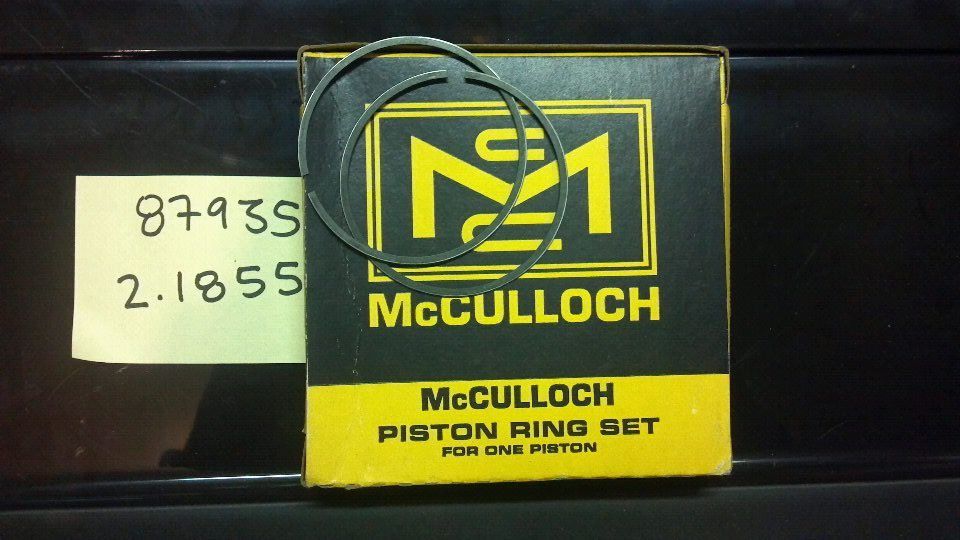 87935
2.1855
McCULLOCH
McCULLOCH
PISTON RING SET
FOR ONE PISTON